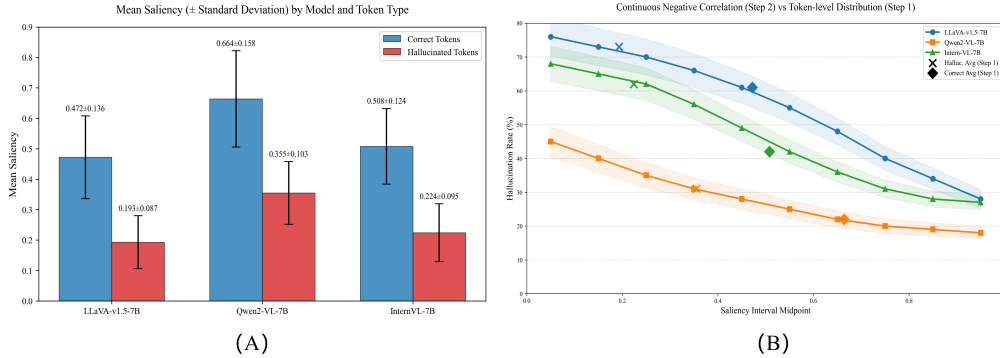 Mean Saliency (± Standard Deviation) by Model and Token Type
Correct Tokens
Hallucinated Tokens
Mean Saliency
0.9
0.8
0.7
0.6
0.5
0.4
0.3
0.2
0.1
0.0
0.472±0.136
0.193±0.087
0.664±0.158
0.355±0.103
0.508±0.124
0.224±0.095
LLaVA-v1.5-7B
Qwen2-VL-7B
InternVL-7B
(A)
Continuous Negative Correlation (Step 2) vs Token-level Distribution (Step 1)
LLaVA-v1.5-7B
Qwen2-VL-7B
Intern-VL-7B
Halluc. Avg (Step 1)
Correct Avg (Step 1)
Hallucination Rate (%)
80
70
60
50
40
30
20
10
0
0.2
0.4
0.6
0.8
Saliency Interval Midpoint
(B)